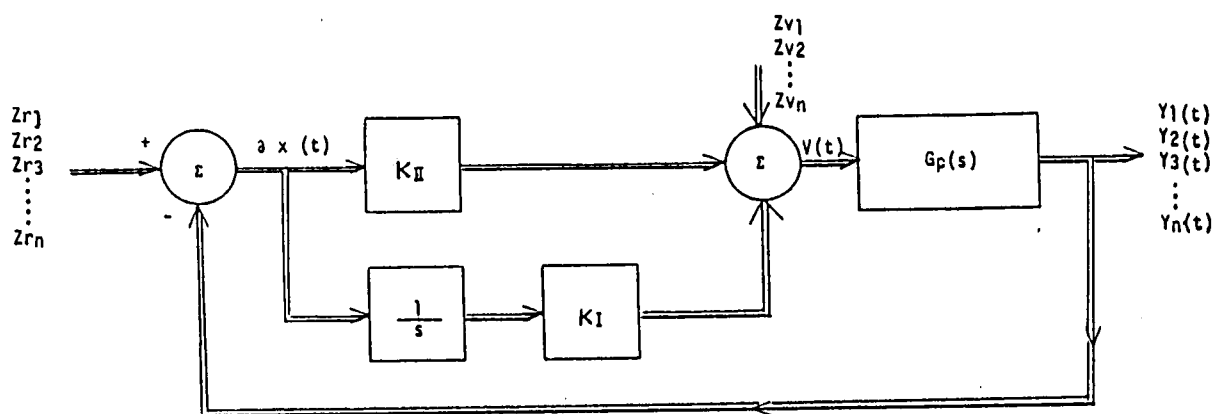 Zr1
Zr2
Zr3
Zrn
+
Σ
-
∂ x (t)
KII
1
s
KI
Zv1
Zv2
Zvn
Σ
V(t)
Gp(s)
Y1(t)
Y2(t)
Y3(t)
Yn(t)